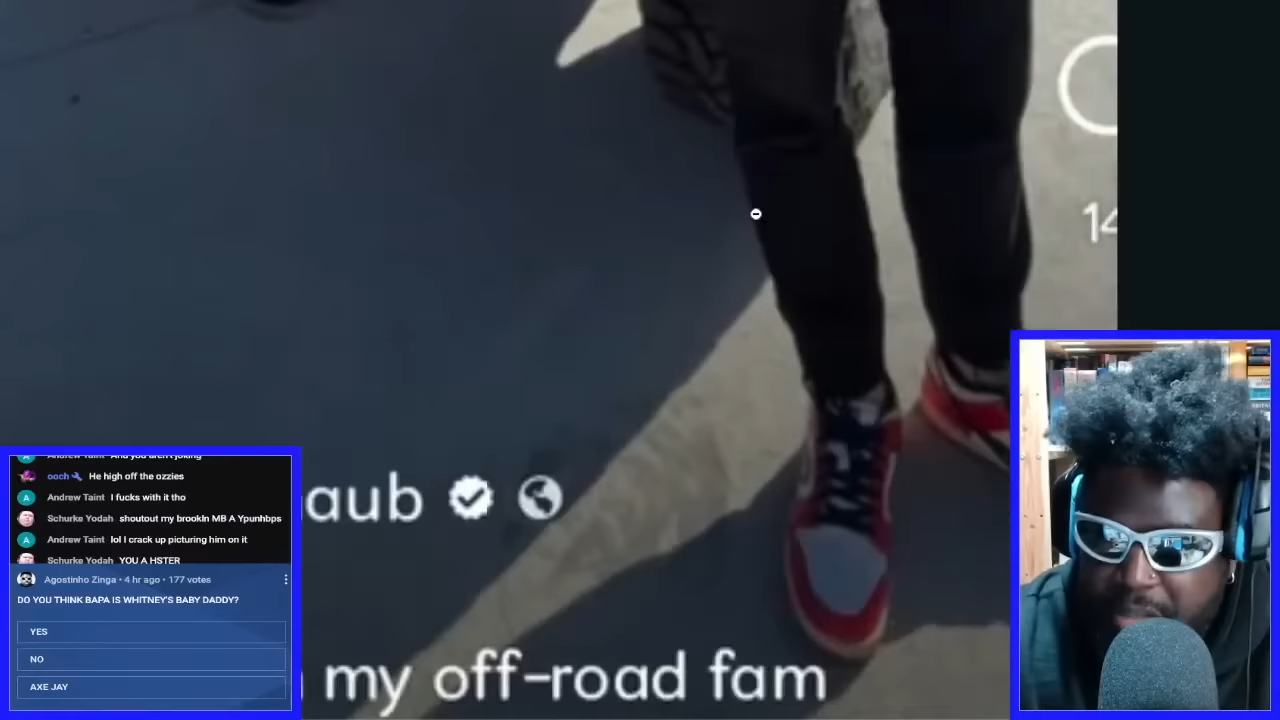 14
aub
my off-road fam
Andrew Taint And you aren't joking
ooch He high off the ozzies
Andrew Taint I fucks with it tho
Schurke Yodah shoutout my brookln MB A Ypunhbps
Andrew Taint lol I crack up picturing him on it
Schurke Yodah YOU A HSTER
Agostinho Zinga • 4 hr ago • 177 votes
DO YOU THINK BAPA IS WHITNEY'S BABY DADDY?
YES
NO
AXE JAY